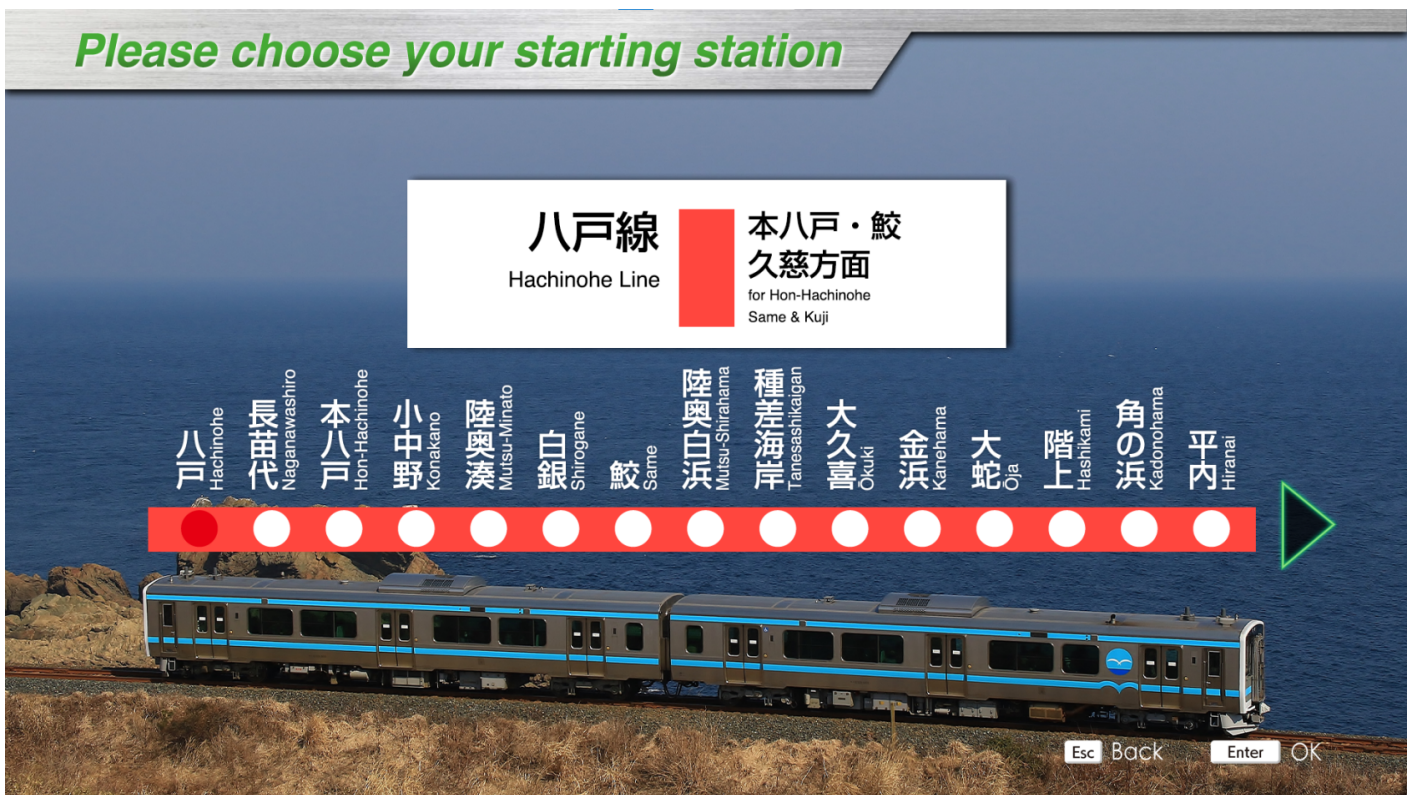 Please choose your starting station
八戸線
Hachinohe Line
本八戸・鮫
久慈方面
for Hon-Hachinohe
Same & Kuji
八戸
Hachinohe
長苗代
Naganawashiro
本八戸
Hon-Hachinohe
小中野
Konakano
陸奥湊
Mutsu-Minato
白銀
Shirogane
鮫
Same
陸奥白浜
Mutsu-Shirahama
種差海岸
Tanesashikaigan
大久喜
Ōkuki
金浜
Kanehama
大蛇
Ōja
階上
Hashikami
角の浜
Kadonohama
平内
Hiranai
Esc Back
Enter OK